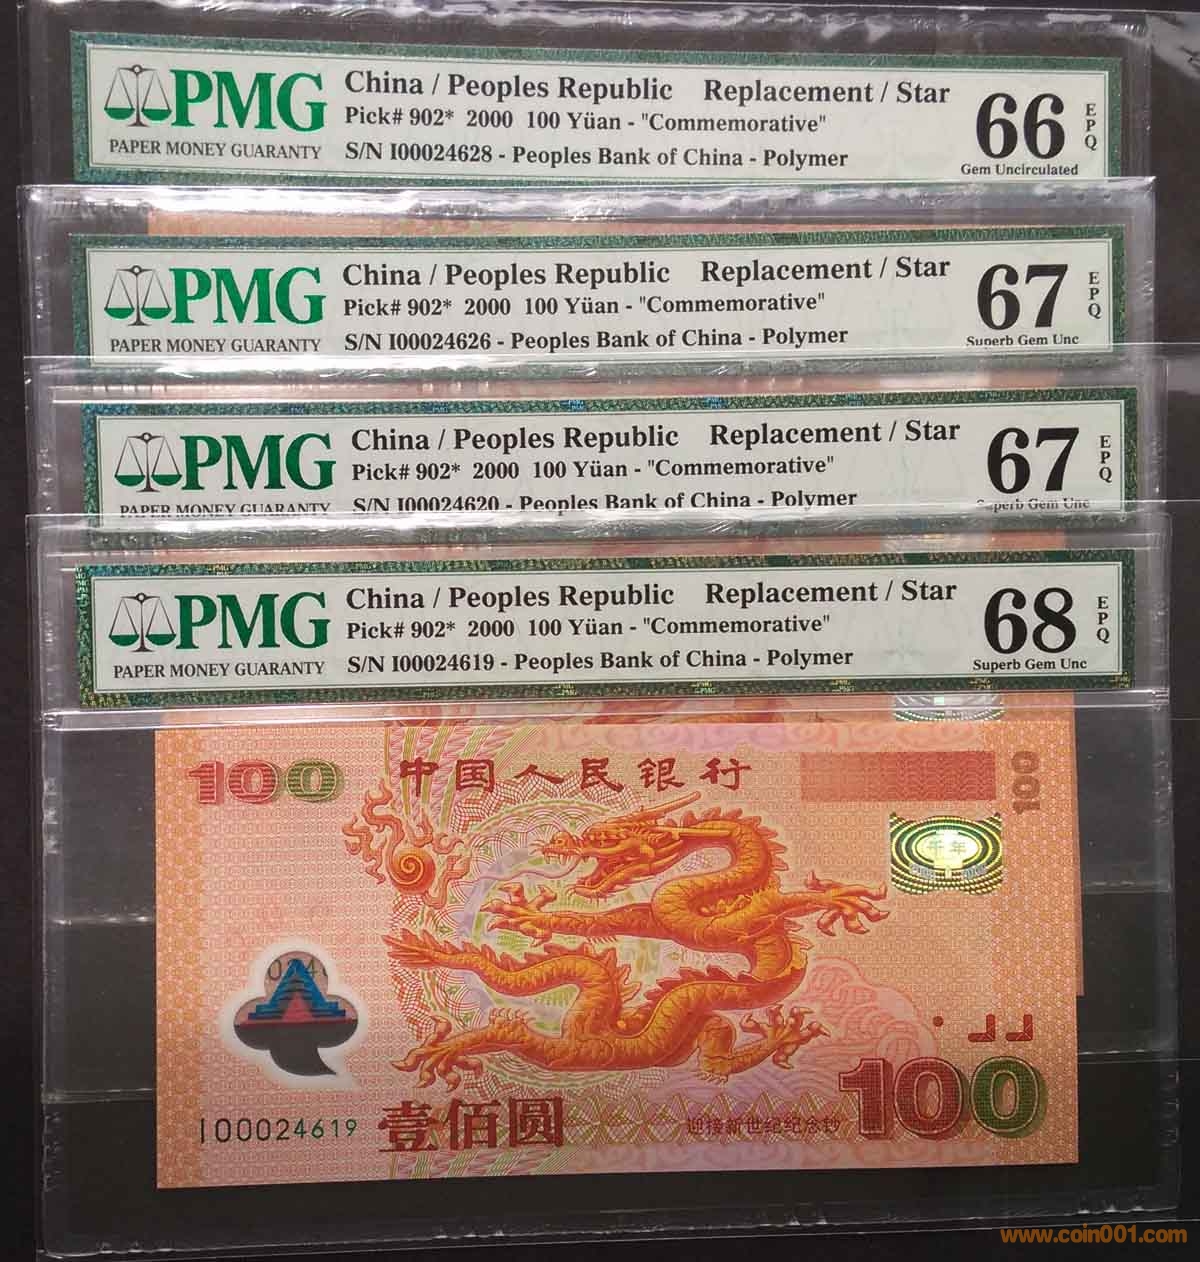 PMG
PAPER MONEY GUARANTY
China / Peoples Republic Replacement / Star
Pick# 902* 2000 100 Yüan - "Commemorative"
S/N I00024628 - Peoples Bank of China - Polymer
66
EPQ
Gem Uncirculated
PMG
PAPER MONEY GUARANTY
China / Peoples Republic Replacement / Star
Pick# 902* 2000 100 Yüan - "Commemorative"
S/N I00024626 - Peoples Bank of China - Polymer
67
EPQ
Superb Gem Unc
PMG
PAPER MONEY GUARANTY
China / Peoples Republic Replacement / Star
Pick# 902* 2000 100 Yüan - "Commemorative"
S/N I00024620 - Peoples Bank of China - Polymer
67
EPQ
Superb Gem Unc
PMG
PAPER MONEY GUARANTY
China / Peoples Republic Replacement / Star
Pick# 902* 2000 100 Yüan - "Commemorative"
S/N I00024619 - Peoples Bank of China - Polymer
68
EPQ
Superb Gem Unc
100 中国人民银行
100
千年
I00024619
壹佰圆
迎接新世纪纪念钞
100
www.coin001.com